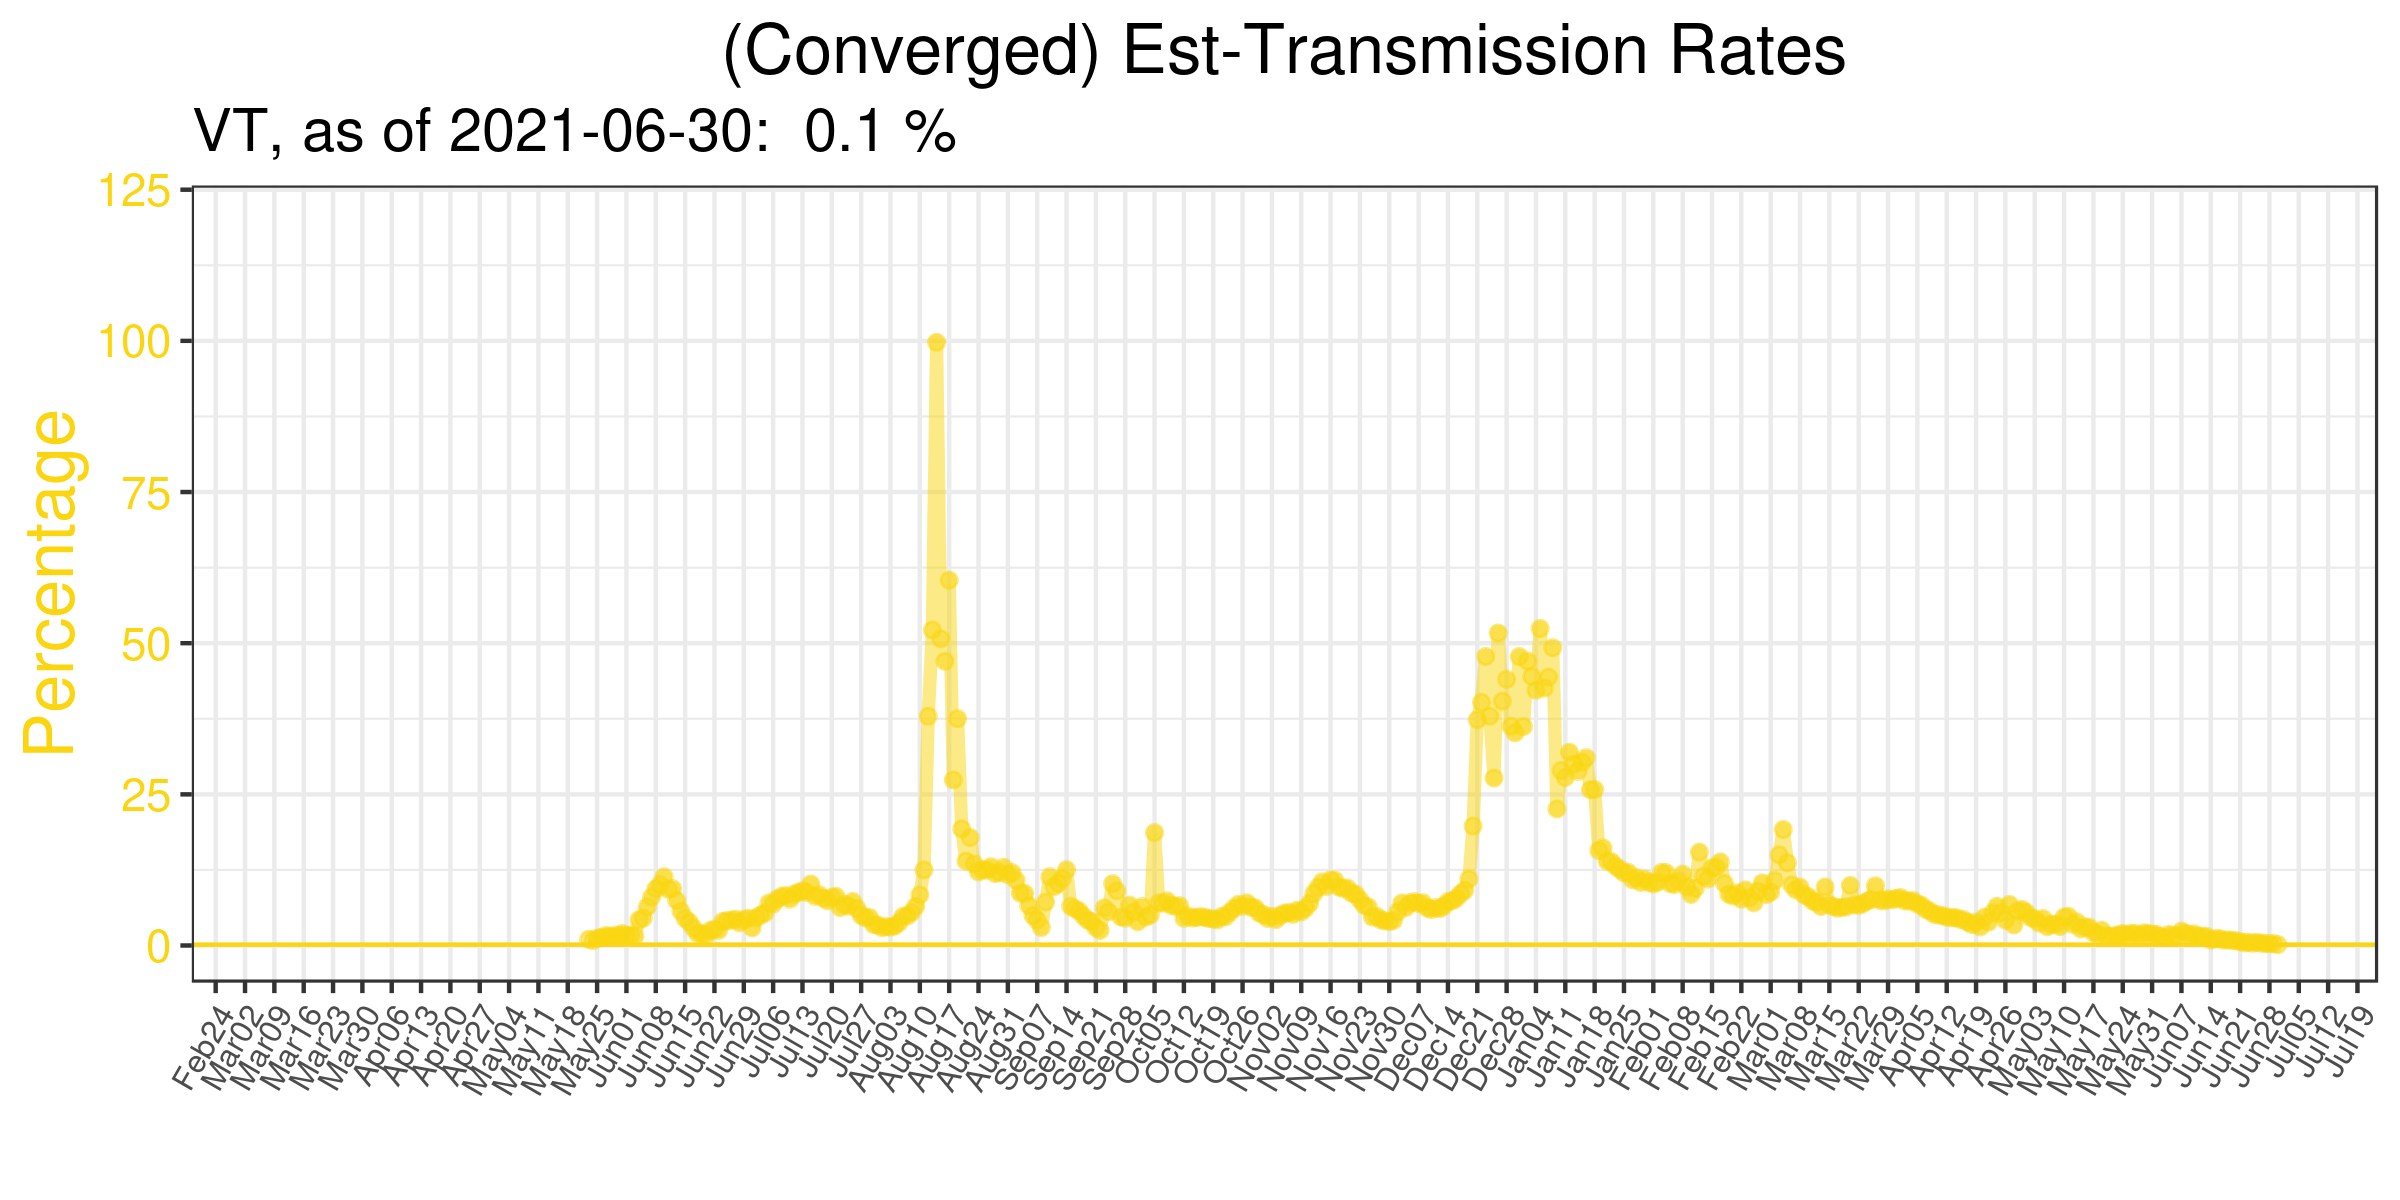 (Converged) Est-Transmission Rates
VT, as of 2021-06-30:  0.1 %
Percentage
125
100
75
50
25
0
Feb24
Mar02
Mar09
Mar16
Mar23
Mar30
Apr06
Apr13
Apr20
Apr27
May04
May11
May18
May25
Jun01
Jun08
Jun15
Jun22
Jun29
Jul06
Jul13
Jul20
Jul27
Aug03
Aug10
Aug17
Aug24
Aug31
Sep07
Sep14
Sep21
Sep28
Oct05
Oct12
Oct19
Oct26
Nov02
Nov09
Nov16
Nov23
Nov30
Dec07
Dec14
Dec21
Dec28
Jan04
Jan11
Jan18
Jan25
Feb01
Feb08
Feb15
Feb22
Mar01
Mar08
Mar15
Mar22
Mar29
Apr05
Apr12
Apr19
Apr26
May03
May10
May17
May24
May31
Jun07
Jun14
Jun21
Jun28
Jul05
Jul12
Jul19